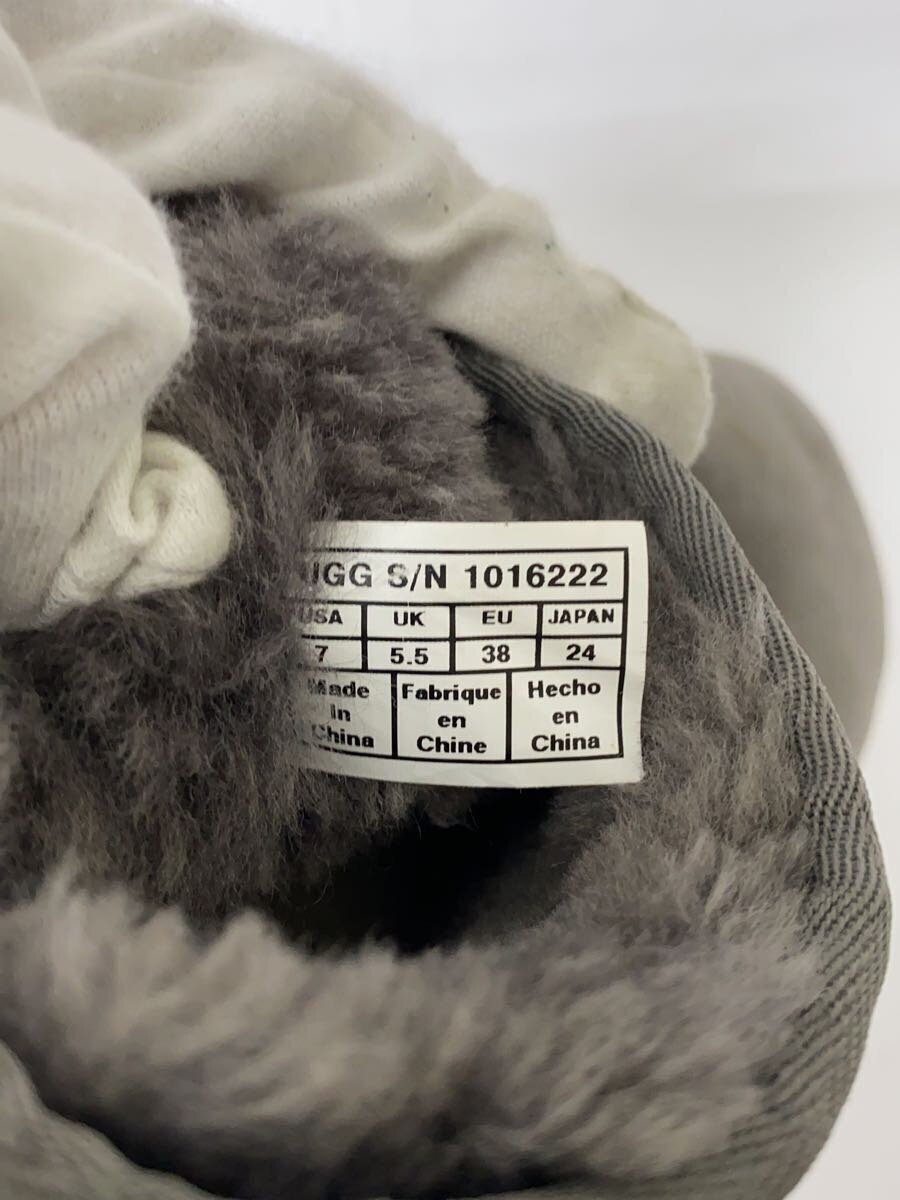 UGG S/N 1016222
USA UK EU JAPAN
7 5.5 38 24
Made Fabrique Hecho
in en en
China Chine China